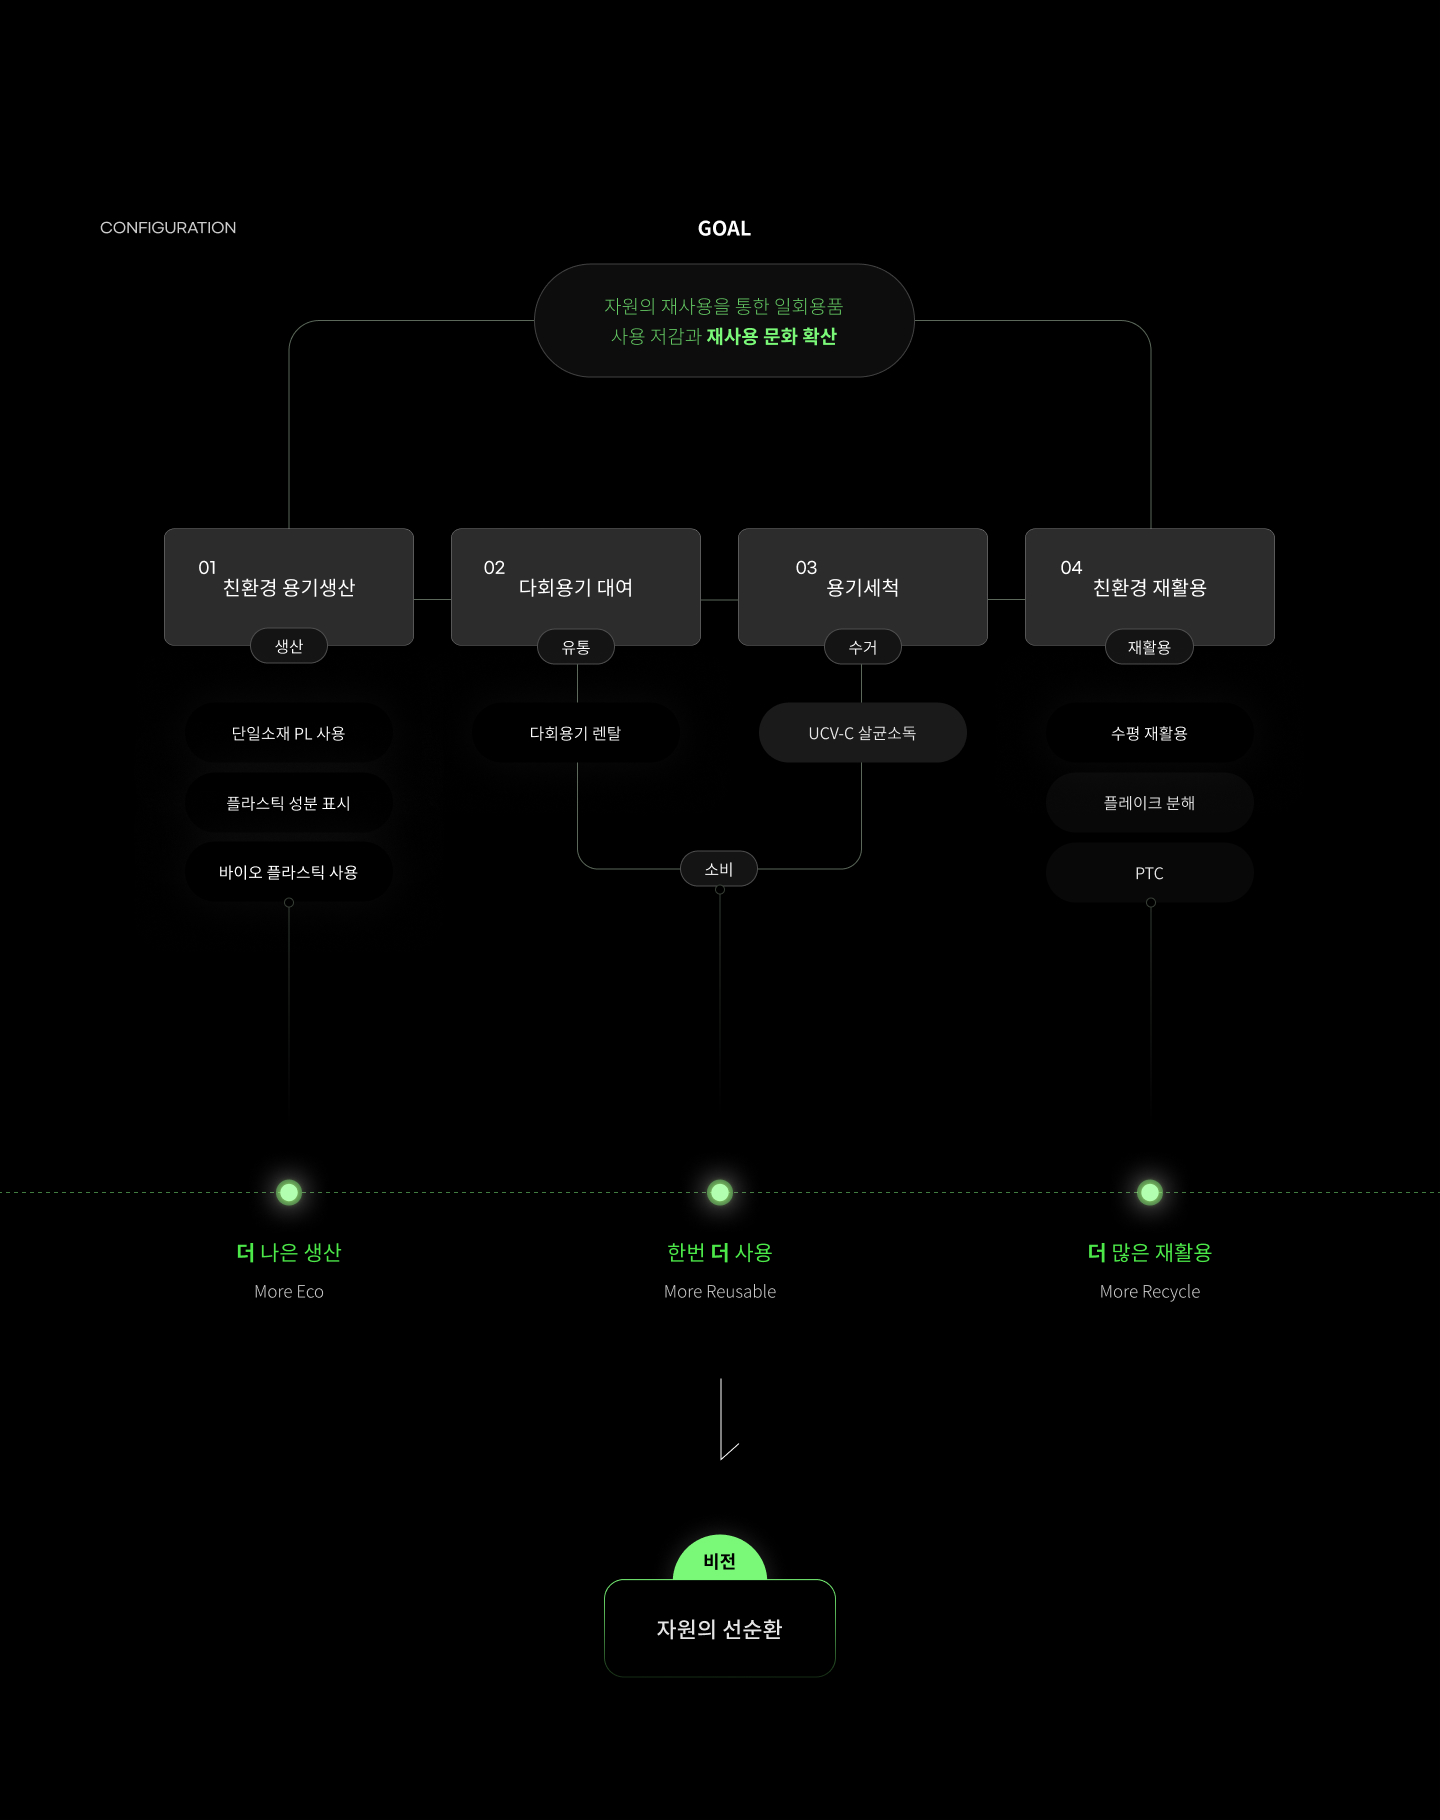 CONFIGURATION
GOAL
자원의 재사용을 통한 일회용품
사용 저감과 재사용 문화 확산
01
친환경 용기생산
생산
02
다회용기 대여
유통
03
용기세척
수거
04
친환경 재활용
재활용
단일소재 PL 사용
플라스틱 성분 표시
바이오 플라스틱 사용
다회용기 렌탈
UCV-C 살균소독
소비
수평 재활용
플레이크 분해
PTC
더 나은 생산
More Eco
한번 더 사용
More Reusable
더 많은 재활용
More Recycle
비전
자원의 선순환